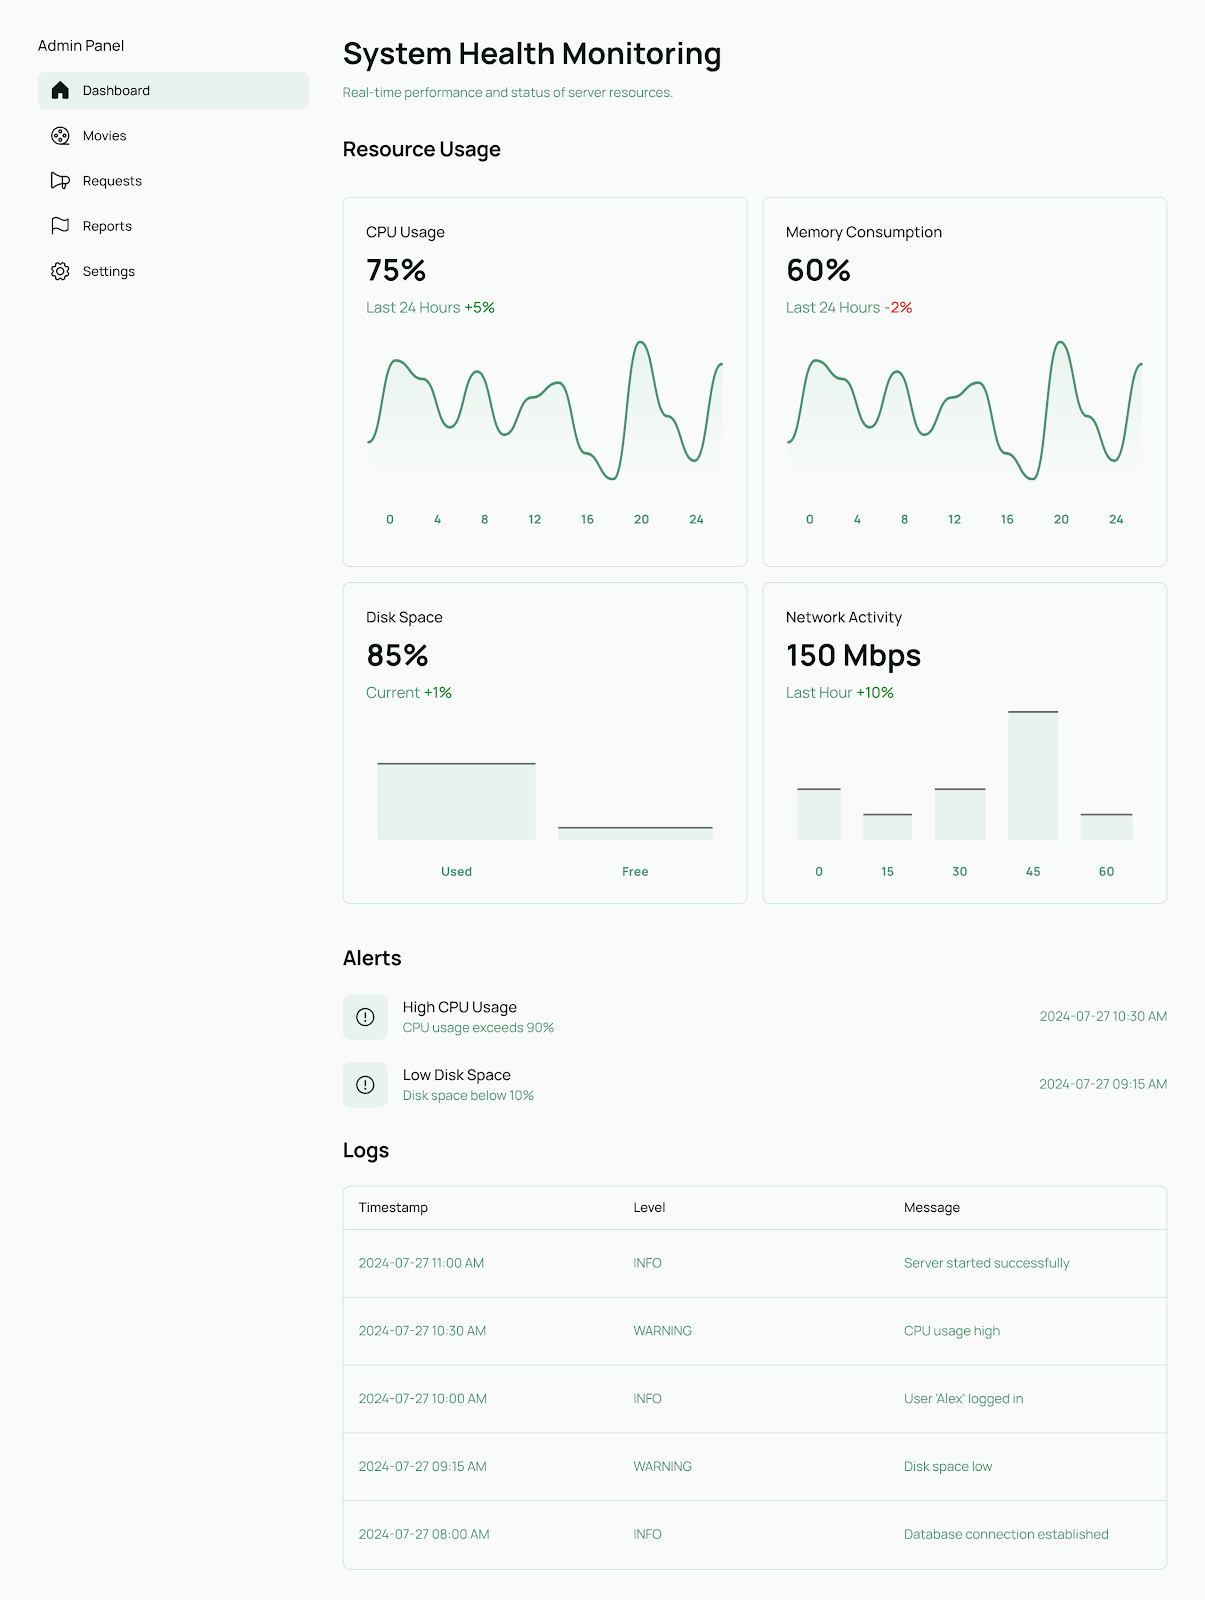 Admin Panel
Dashboard
Movies
Requests
Reports
Settings
System Health Monitoring
Real-time performance and status of server resources.
Resource Usage
CPU Usage
75%
Last 24 Hours +5%
0 4 8 12 16 20 24
Memory Consumption
60%
Last 24 Hours -2%
0 4 8 12 16 20 24
Disk Space
85%
Current +1%
Used Free
Network Activity
150 Mbps
Last Hour +10%
0 15 30 45 60
Alerts
High CPU Usage
CPU usage exceeds 90%
2024-07-27 10:30 AM
Low Disk Space
Disk space below 10%
2024-07-27 09:15 AM
Logs
Timestamp Level Message
2024-07-27 11:00 AM INFO Server started successfully
2024-07-27 10:30 AM WARNING CPU usage high
2024-07-27 10:00 AM INFO User 'Alex' logged in
2024-07-27 09:15 AM WARNING Disk space low
2024-07-27 08:00 AM INFO Database connection established